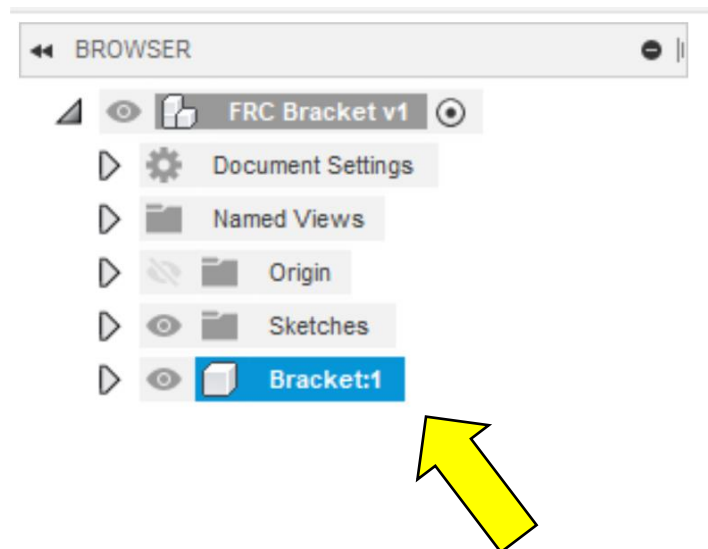 BROWSER
FRC Bracket v1
Document Settings
Named Views
Origin
Sketches
Bracket:1